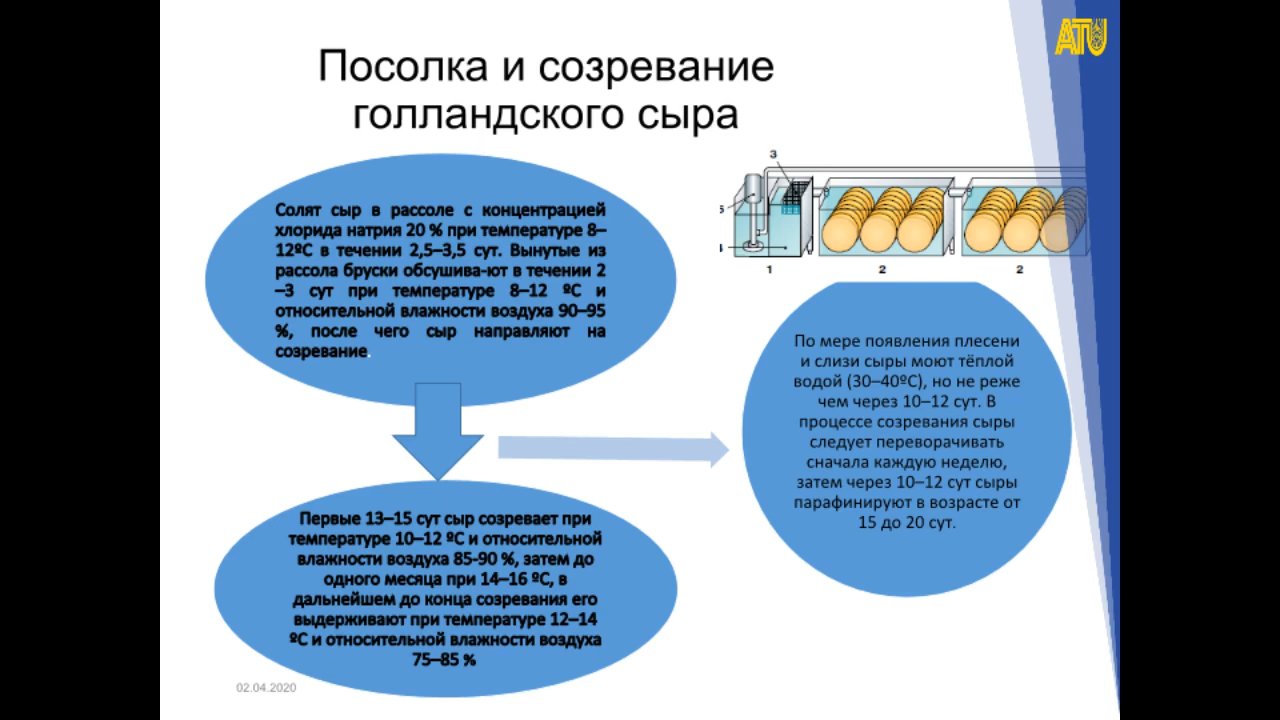 ATU
Посолка и созревание
голландского сыра
Солят сыр в рассоле с концентрацией
хлорида натрия 20 % при температуре 8–
12ºС в течении 2,5–3,5 сут. Вынутые из
рассола бруски обсушива-ют в течении 2
–3 сут при температуре 8–12 ºС и
относительной влажности воздуха 90–95
%, после чего сыр направляют на
созревание.
3
5
1
2
2
По мере появления плесени
и слизи сыры моют тёплой
водой (30–40ºС), но не реже
чем через 10–12 сут. В
процессе созревания сыры
следует переворачивать
сначала каждую неделю,
затем через 10–12 сут сыры
парафинируют в возрасте от
15 до 20 сут.
Первые 13–15 сут сыр созревает при
температуре 10–12 ºС и относительной
влажности воздуха 85-90 %, затем до
одного месяца при 14–16 ºС, в
дальнейшем до конца созревания его
выдерживают при температуре 12–14
ºС и относительной влажности воздуха
75–85 %
02.04.2020